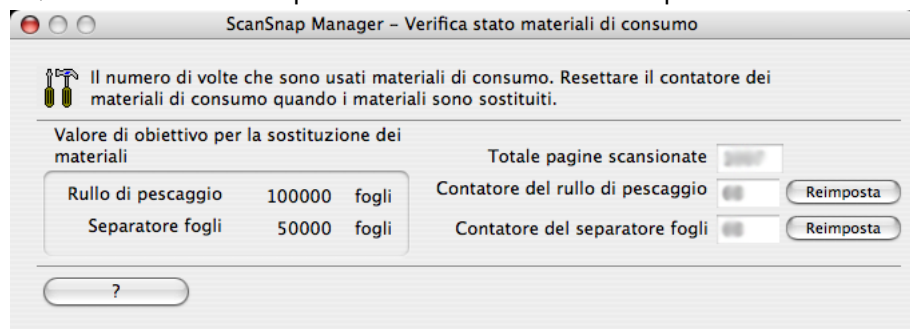 ScanSnap Manager – Verifica stato materiali di consumo
Il numero di volte che sono usati materiali di consumo. Resettare il contatore dei
materiali di consumo quando i materiali sono sostituiti.
Valore di obiettivo per la sostituzione dei
materiali
Rullo di pescaggio 100000 fogli
Separatore fogli 50000 fogli
Totale pagine scansionate
Contatore del rullo di pescaggio Reimposta
Contatore del separatore fogli Reimposta
?